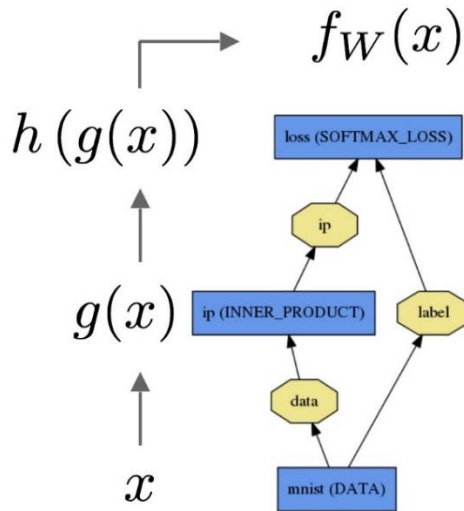 f_W(x)
h (g(x))
loss (SOFTMAX_LOSS)
ip
g(x)
ip (INNER_PRODUCT)
label
data
x
mnist (DATA)